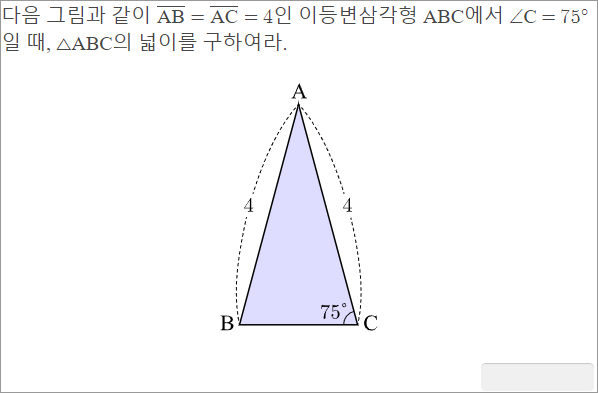 다음 그림과 같이 AB = AC = 4인 이등변삼각형 ABC에서 ∠C = 75°
일 때, △ABC의 넓이를 구하여라.
A
4 4
75°
B C